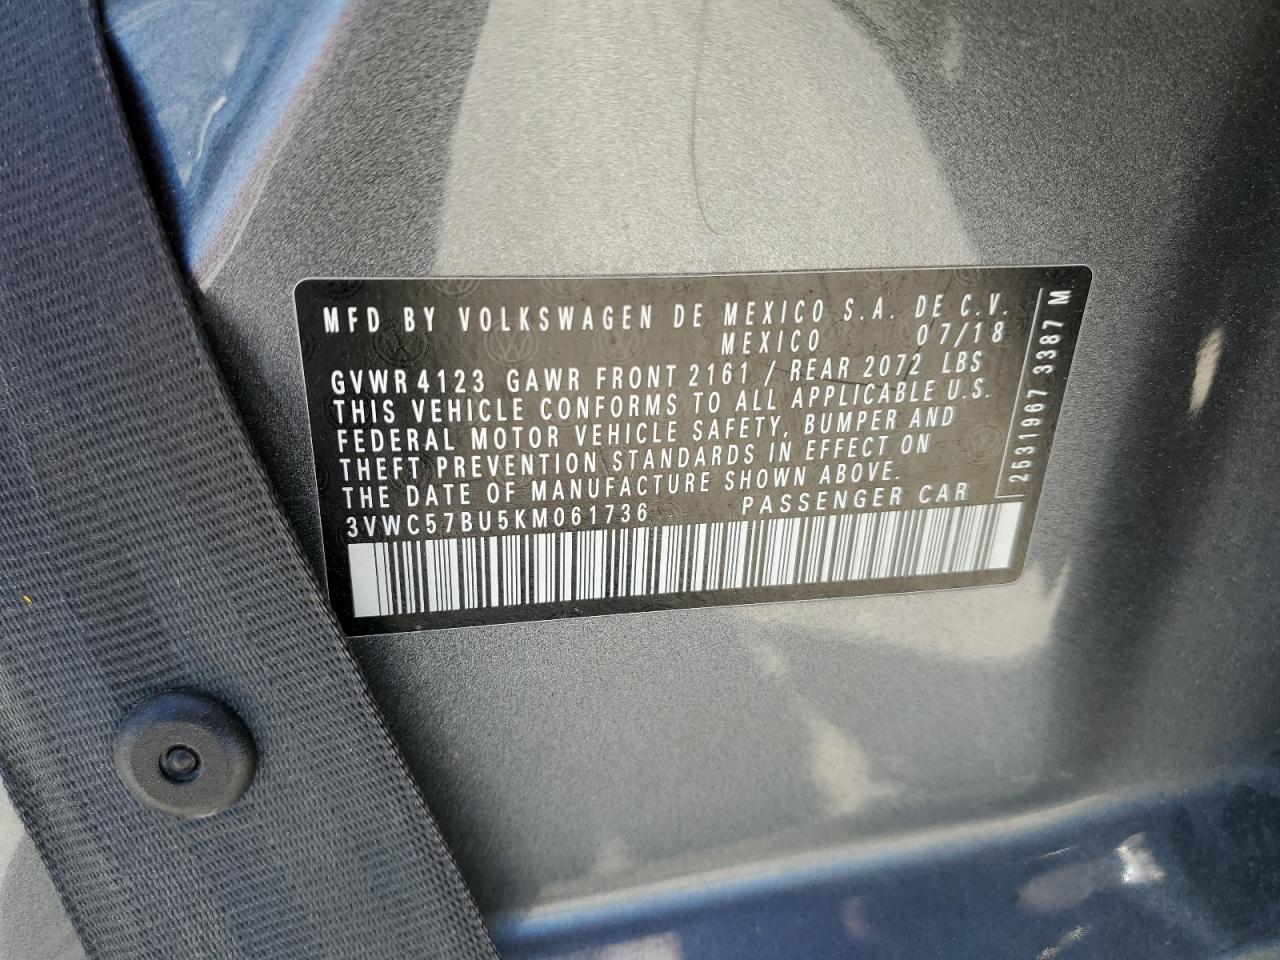 MFD BY VOLKSWAGEN DE MEXICO S.A. DE C.V.
MEXICO 07/18
GVWR 4123 GAWR FRONT 2161 / REAR 2072 LBS
THIS VEHICLE CONFORMS TO ALL APPLICABLE U.S.
FEDERAL MOTOR VEHICLE SAFETY, BUMPER AND
THEFT PREVENTION STANDARDS IN EFFECT ON
THE DATE OF MANUFACTURE SHOWN ABOVE.
3VWC57BU5KM061736 PASSENGER CAR
2531967 3387 M